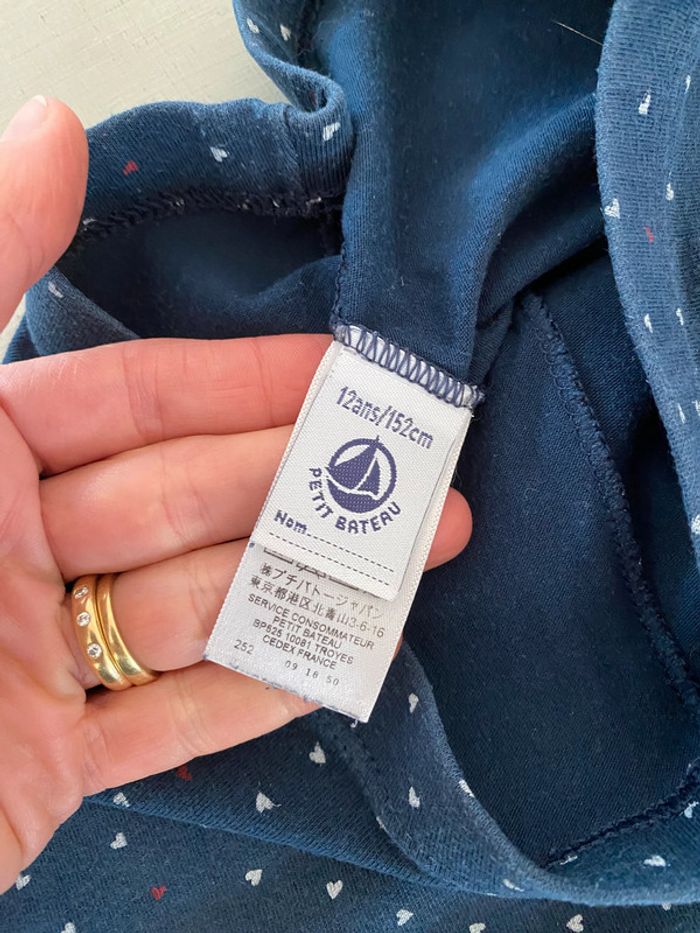 12ans/152cm
PETIT BATEAU
Nom
㈱プチバトージャパン
東京都港区北青山3-6-16
SERVICE CONSOMMATEUR
PETIT BATEAU
BP525 10081 TROYES
CEDEX FRANCE
252
09 18 50